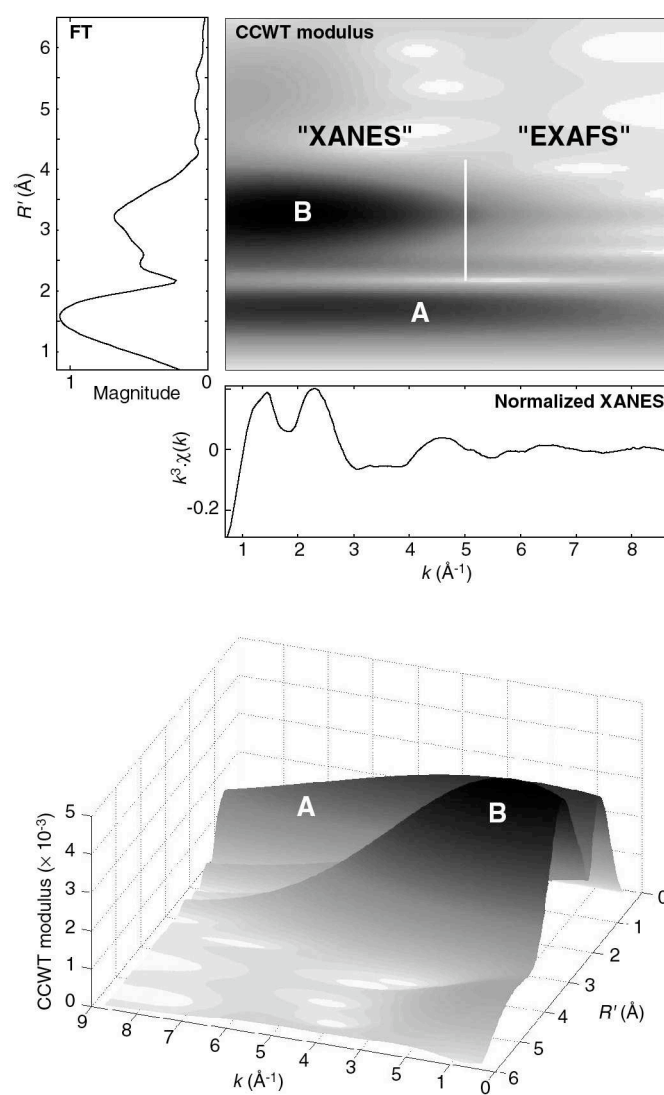 FT
CCWT modulus
6
5
4
3
2
1
R' (Å)
1
0
Magnitude
"XANES"
"EXAFS"
B
A
Normalized XANES
0
-0.2
k³.χ(k)
1 2 3 4 5 6 7 8
k (Å⁻¹)
A
B
5
4
3
2
1
0
CCWT modulus (× 10⁻³)
9 8 7 6 5 4 3 2 1 0
k (Å⁻¹)
0
1
2
3
4
5
6
R' (Å)